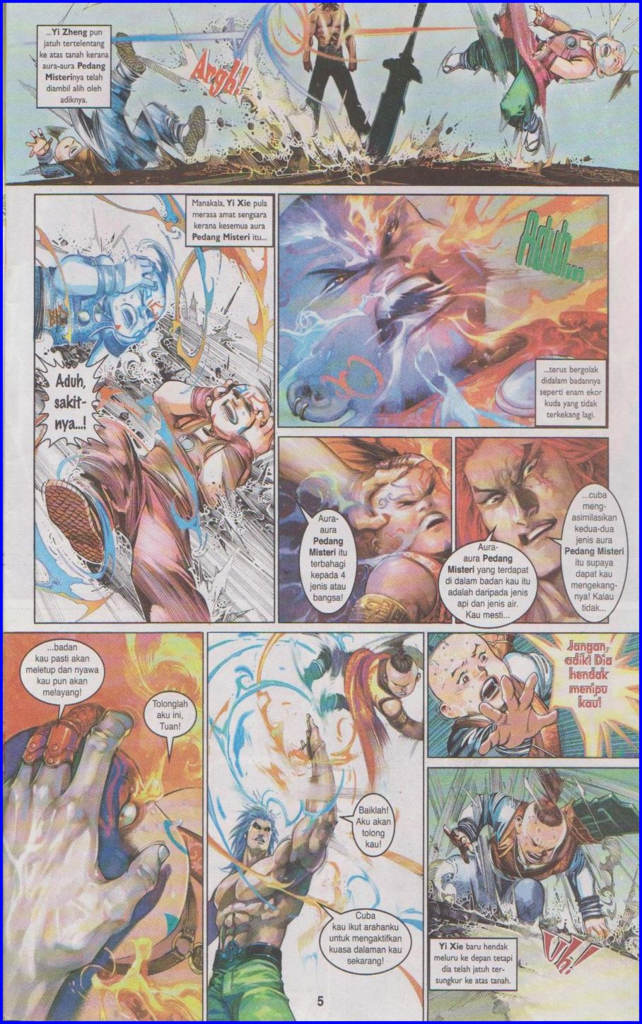 ...Yi Zheng pun
jatuh tertelentang
ke atas tanah kerana
aura-aura Pedang
Misterinya telah
diambil alih oleh
adiknya.
Argh!
Manakala, Yi Xie pula
merasa amat sengsara
kerana kesemua aura
Pedang Misteri itu...
Aduh,
sakit-
nya...!
Aduh...
...terus bergolak
didalam badannya
seperti enam ekor
kuda yang tidak
terkekang lagi.
Aura-
aura
Pedang
Misteri itu
terbahagi
kepada 4
jenis atau
bangsa!
Aura-
aura Pedang
Misteri yang terdapat
di dalam badan kau itu
adalah daripada jenis
api dan jenis air.
Kau mesti...
...cuba
meng-
asimilasikan
kedua-dua
jenis aura
Pedang Misteri
itu supaya
dapat kau
mengekang-
nya! Kalau
tidak...
...badan
kau pasti akan
meletup dan nyawa
kau pun akan
melayang!
Tolonglah
aku ini,
Tuan!
Baiklah!
Aku akan
tolong
kau!
Cuba
kau ikut arahanku
untuk mengaktifkan
kuasa dalaman kau
sekarang!
Jangan,
adik! Dia
hendak
menipu
kau!
Yi Xie baru hendak
meluru ke depan tetapi
dia telah jatuh ter-
sungkur ke atas tanah.
Uh!
5